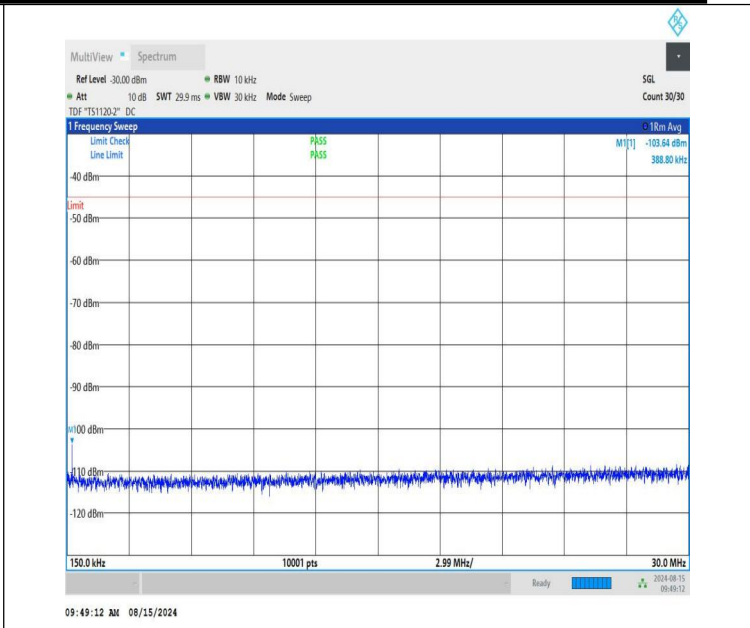 MultiView Spectrum
Ref Level -30.00 dBm RBW 10 kHz SGL
Att 10 dB SWT 29.9 ms VBW 30 kHz Mode Sweep Count 30/30
TDF "TS1120-2" DC
1 Frequency Sweep 1Rm Avg
Limit Check PASS M1[1] -103.64 dBm
Line Limit PASS 388.80 kHz
-40 dBm
Limit
-50 dBm
-60 dBm
-70 dBm
-80 dBm
-90 dBm
M1
-100 dBm
-110 dBm
-120 dBm
150.0 kHz 10001 pts 2.99 MHz/ 30.0 MHz
Ready 2024-08-15
09:49:12
09:49:12 AM 08/15/2024